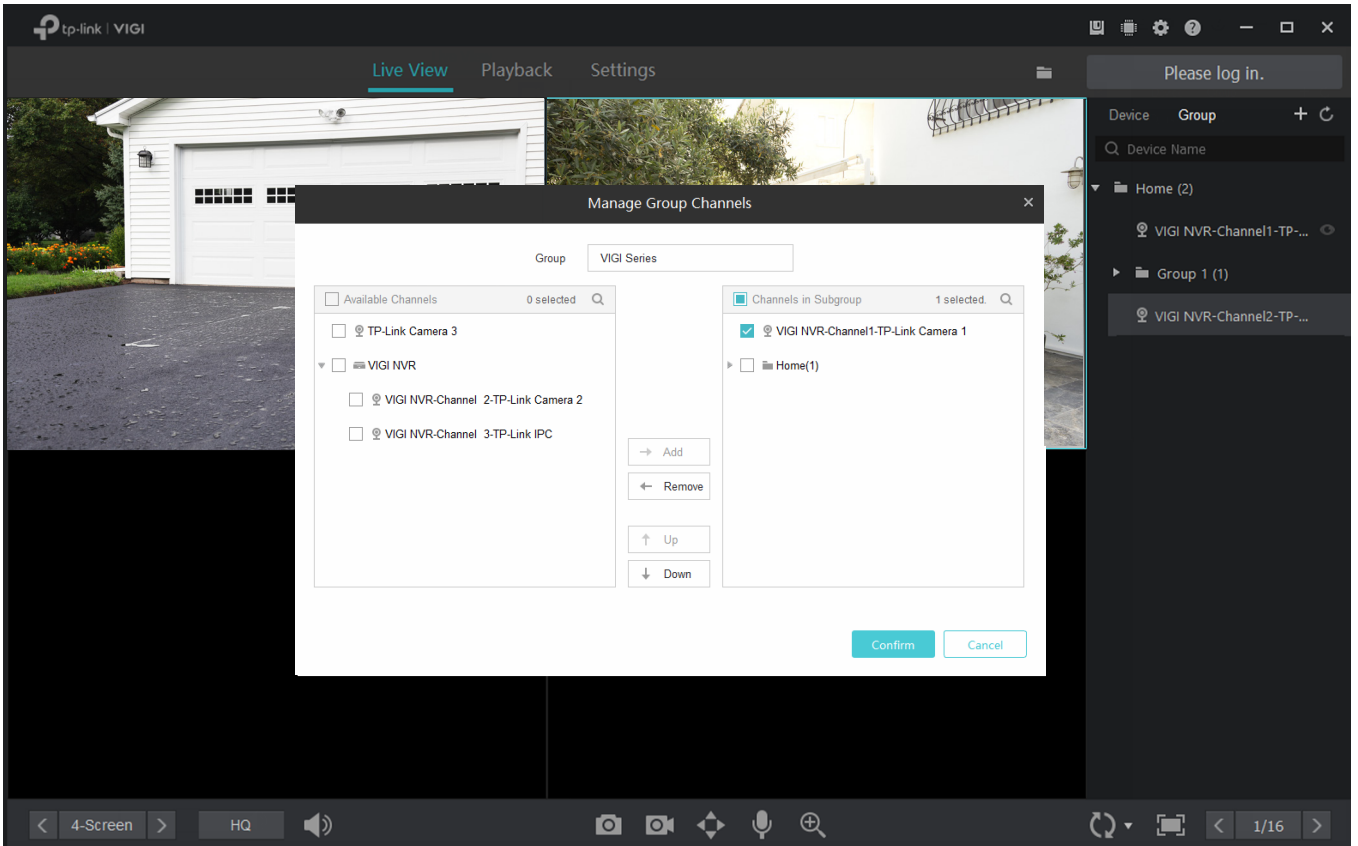 tp-link | VIGI
Live View Playback Settings
Please log in.
Device Group
Device Name
Home (2)
VIGI NVR-Channel1-TP-...
Group 1 (1)
VIGI NVR-Channel2-TP-...
Manage Group Channels
Group VIGI Series
Available Channels 0 selected
TP-Link Camera 3
VIGI NVR
VIGI NVR-Channel 2-TP-Link Camera 2
VIGI NVR-Channel 3-TP-Link IPC
Add
Remove
Up
Down
Channels in Subgroup 1 selected.
VIGI NVR-Channel1-TP-Link Camera 1
Home(1)
Confirm Cancel
4-Screen HQ 1/16